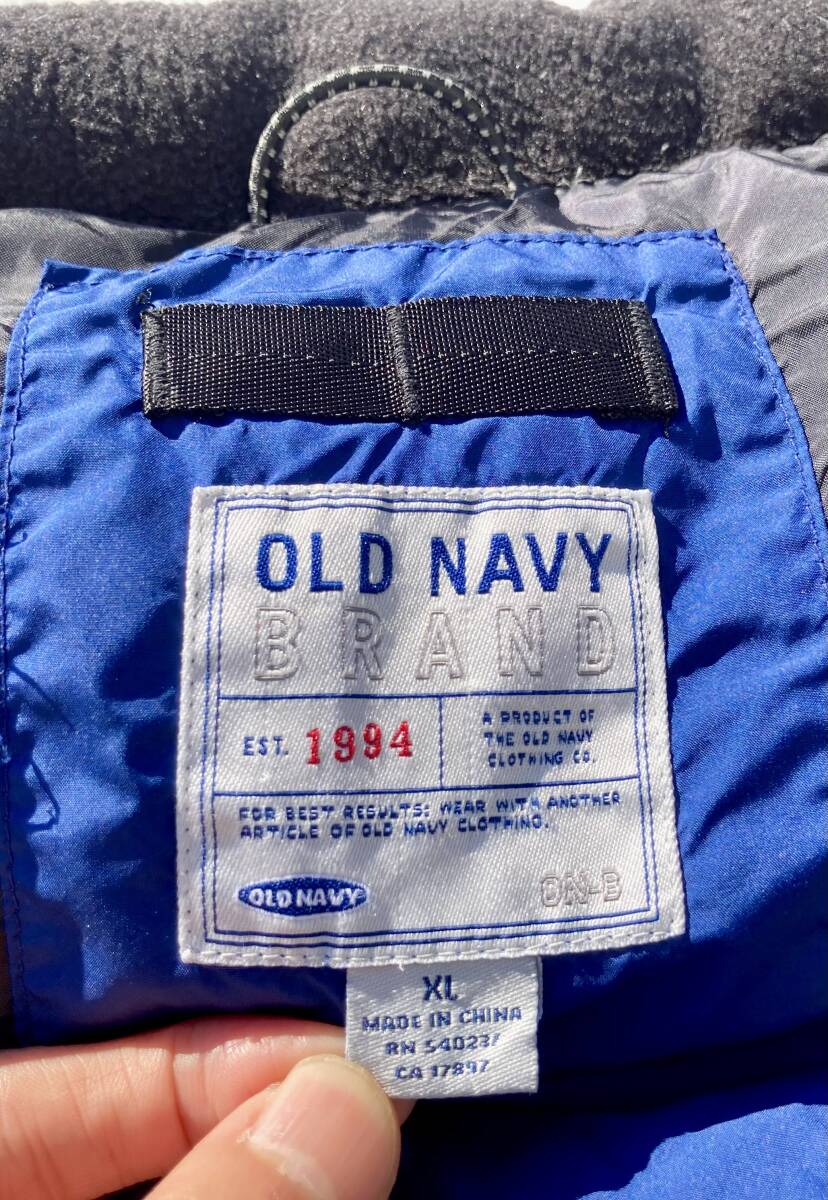 OLD NAVY
BRAND
EST. 1994
A PRODUCT OF
THE OLD NAVY
CLOTHING CO.
FOR BEST RESULTS: WEAR WITH ANOTHER
ARTICLE OF OLD NAVY CLOTHING.
OLD NAVY
ON-B
XL
MADE IN CHINA
RN 54023/
CA 17897